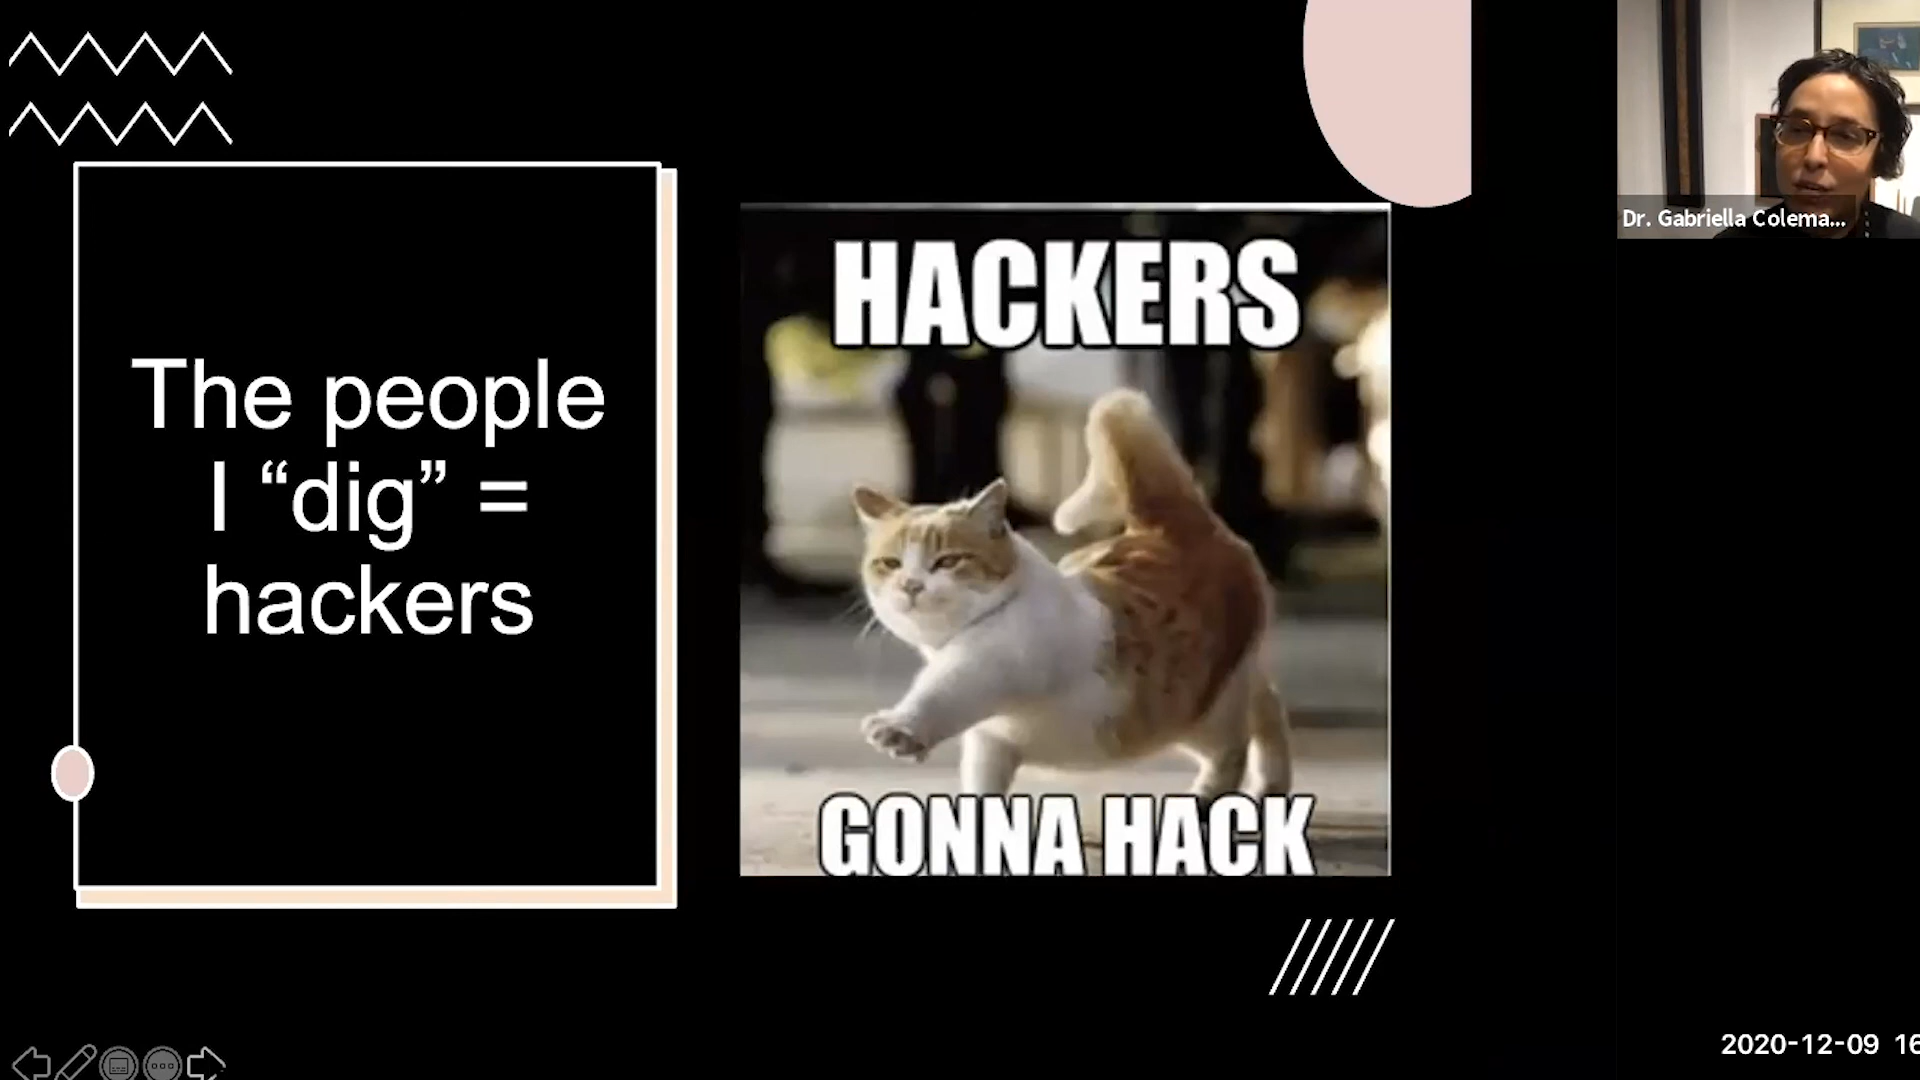 The people
I “dig” =
hackers
HACKERS
GONNA HACK
Dr. Gabriella Colema...
2020-12-09 16